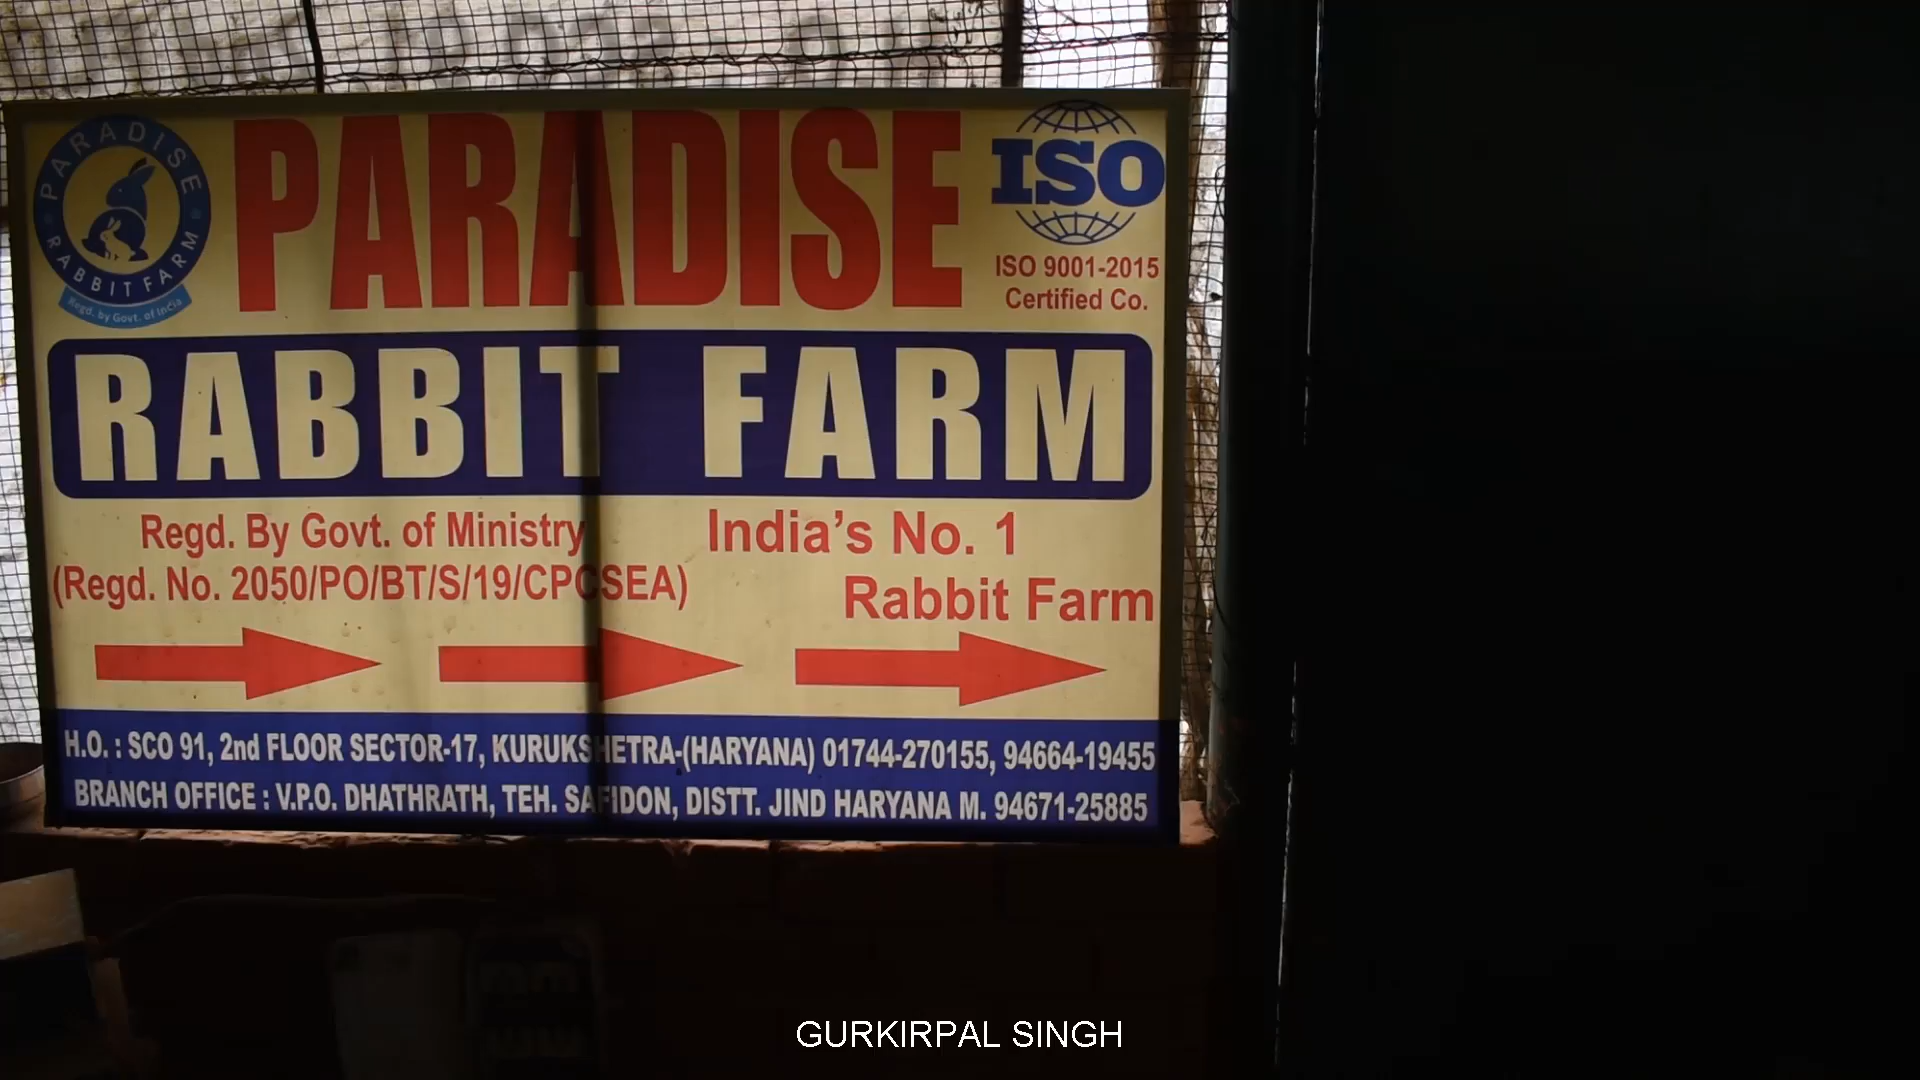 PARADISE
RABBIT FARM
Regd. by Govt. of India
PARADISE
ISO
ISO 9001-2015
Certified Co.
RABBIT FARM
Regd. By Govt. of Ministry
(Regd. No. 2050/PO/BT/S/19/CPCSEA)
India's No. 1
Rabbit Farm
H.O. : SCO 91, 2nd FLOOR SECTOR-17, KURUKSHETRA-(HARYANA) 01744-270155, 94664-19455
BRANCH OFFICE : V.P.O. DHATHRATH, TEH. SAFIDON, DISTT. JIND HARYANA M. 94671-25885
GURKIRPAL SINGH